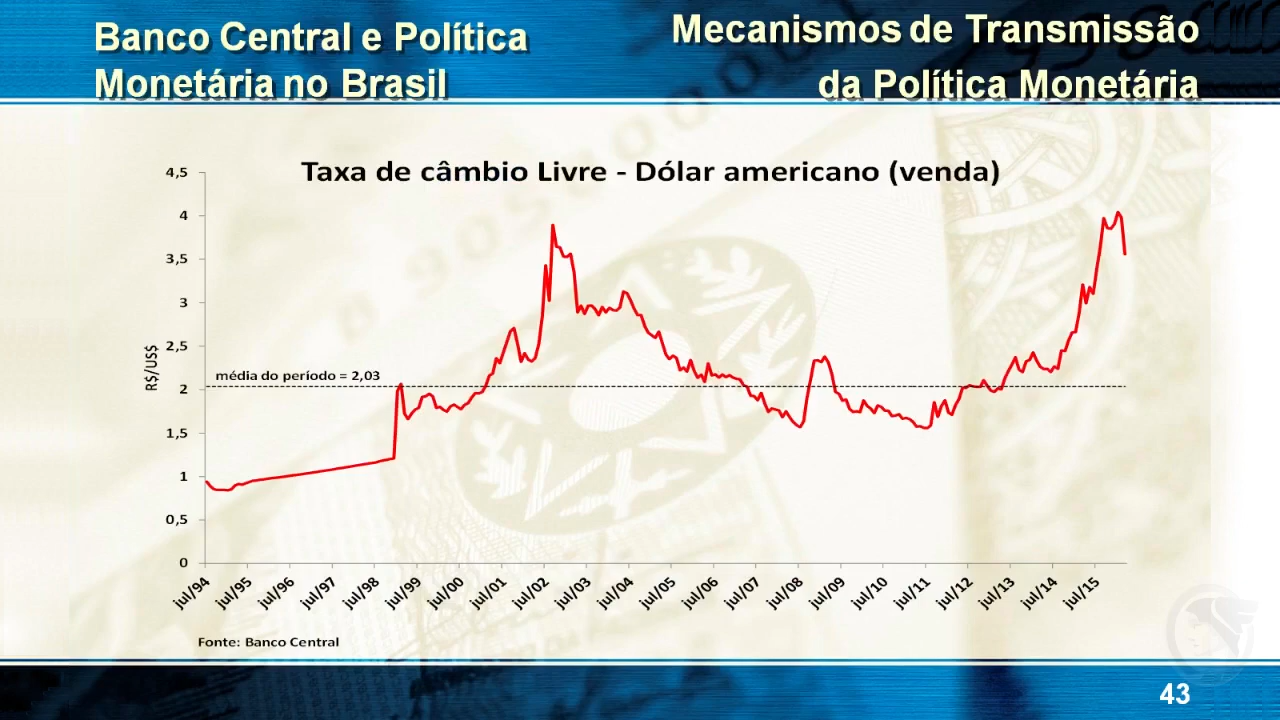 Banco Central e Política
Monetária no Brasil
Mecanismos de Transmissão
da Política Monetária
Taxa de câmbio Livre - Dólar americano (venda)
R$/US$
4,5
4
3,5
3
2,5
2
1,5
1
0,5
0
média do período = 2,03
jul/94
jul/95
jul/96
jul/97
jul/98
jul/99
jul/00
jul/01
jul/02
jul/03
jul/04
jul/05
jul/06
jul/07
jul/08
jul/09
jul/10
jul/11
jul/12
jul/13
jul/14
jul/15
Fonte: Banco Central
43